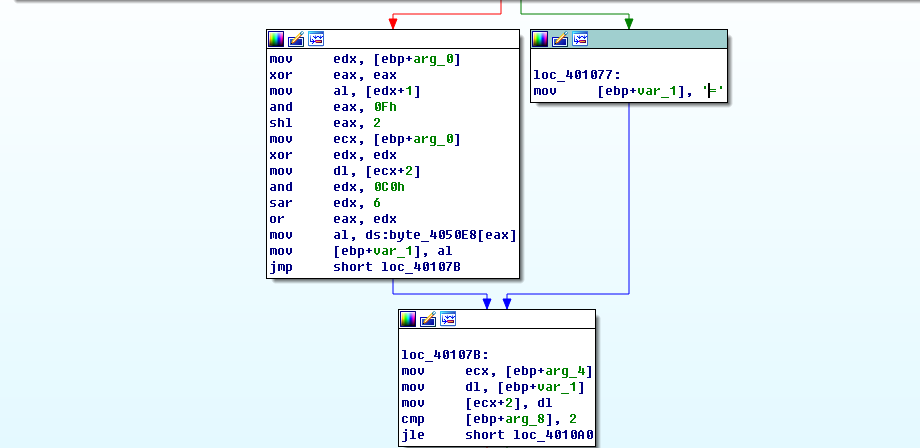 mov     edx, [ebp+arg_0]
xor     eax, eax
mov     al, [edx+1]
and     eax, 0Fh
shl     eax, 2
mov     ecx, [ebp+arg_0]
xor     edx, edx
mov     dl, [ecx+2]
and     edx, 0C0h
sar     edx, 6
or      eax, edx
mov     al, ds:byte_4050E8[eax]
mov     [ebp+var_1], al
jmp     short loc_40107B
loc_401077:
mov     [ebp+var_1], '='
loc_40107B:
mov     ecx, [ebp+arg_4]
mov     dl, [ebp+var_1]
mov     [ecx+2], dl
cmp     [ebp+arg_8], 2
jle     short loc_4010A0